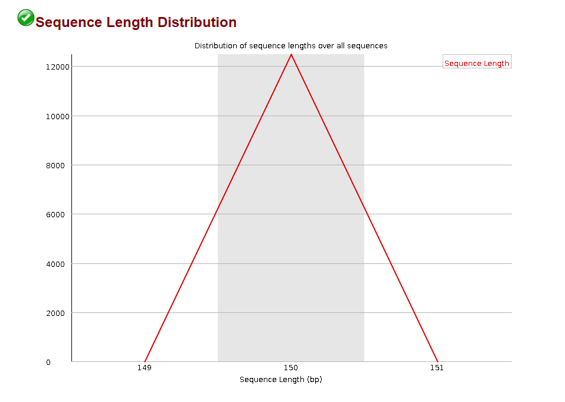 Sequence Length Distribution
Distribution of sequence lengths over all sequences
Sequence Length
12000
10000
8000
6000
4000
2000
0
149 150 151
Sequence Length (bp)